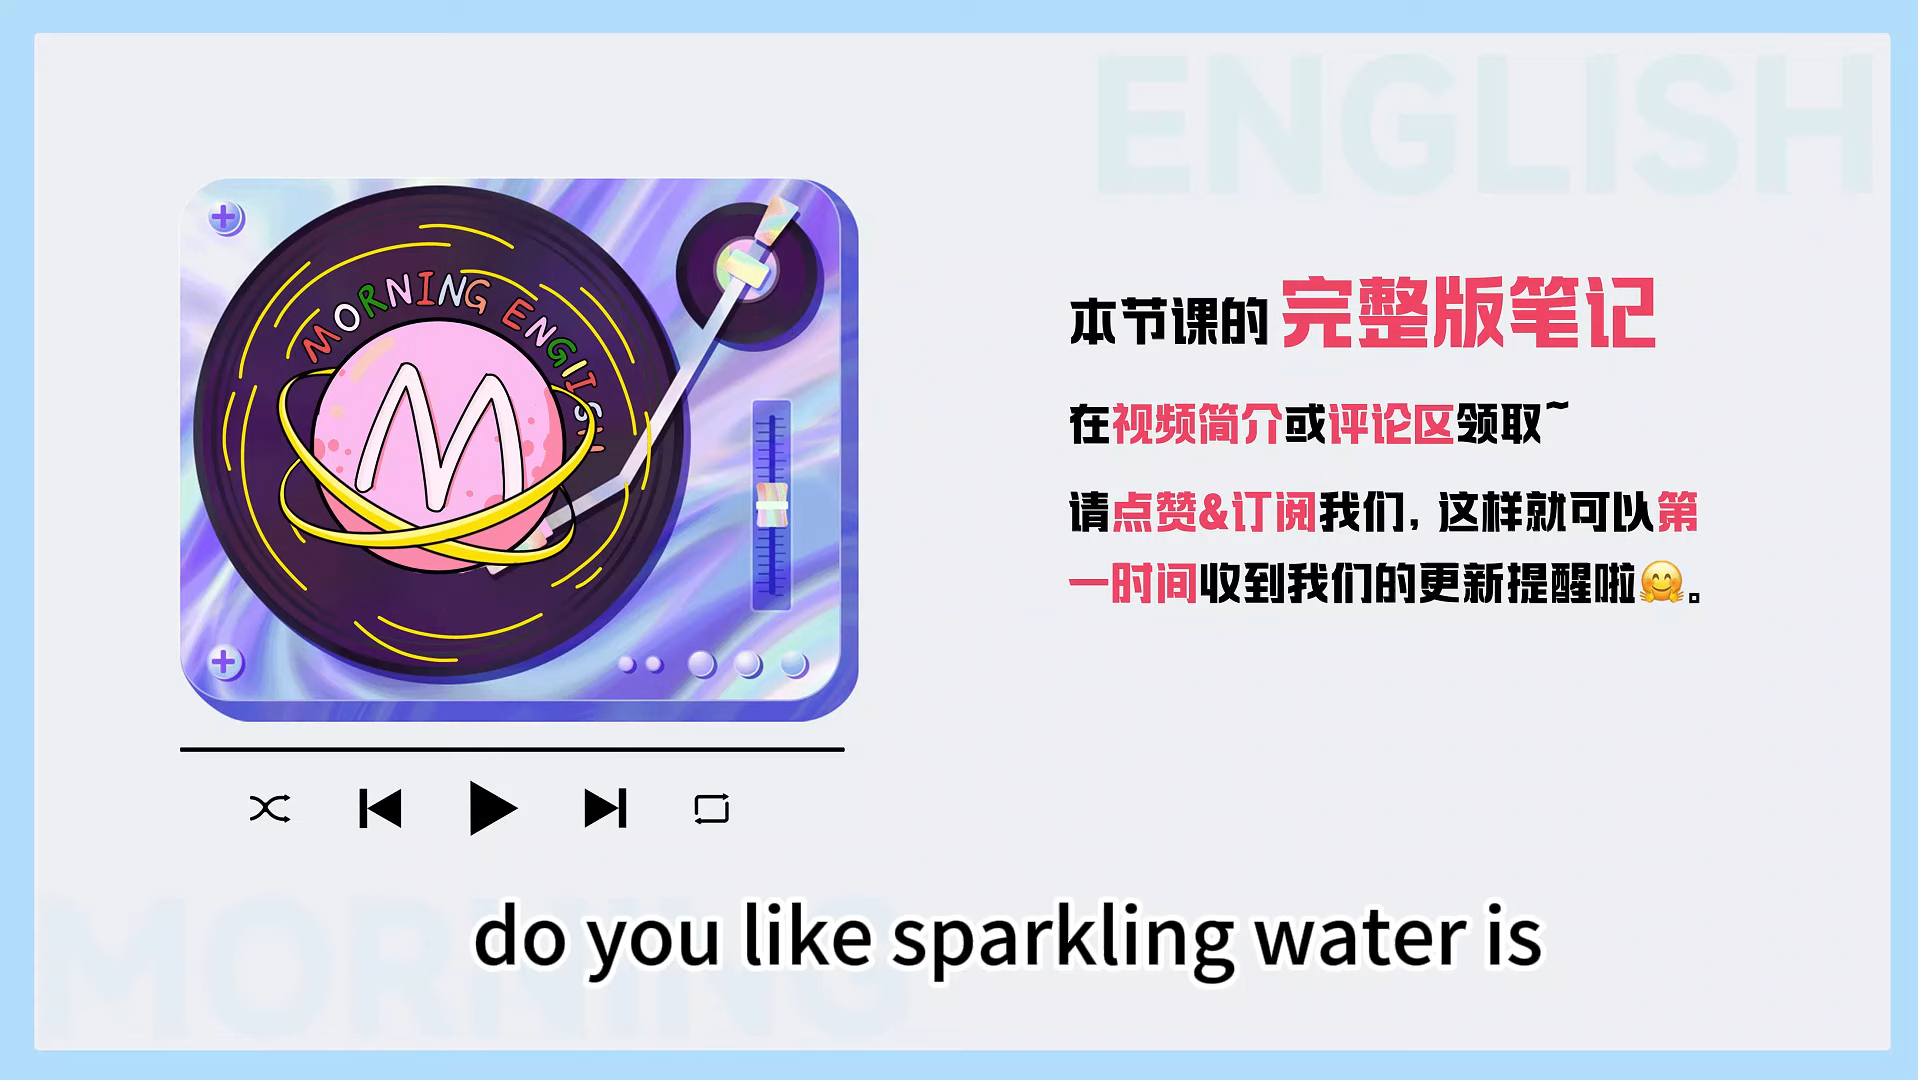 ENGLISH
MORNING ENGLISH
M
本节课的完整版笔记
在视频简介或评论区领取~
请点赞&订阅我们,这样就可以第
一时间收到我们的更新提醒啦🤗。
MORNING
do you like sparkling water is